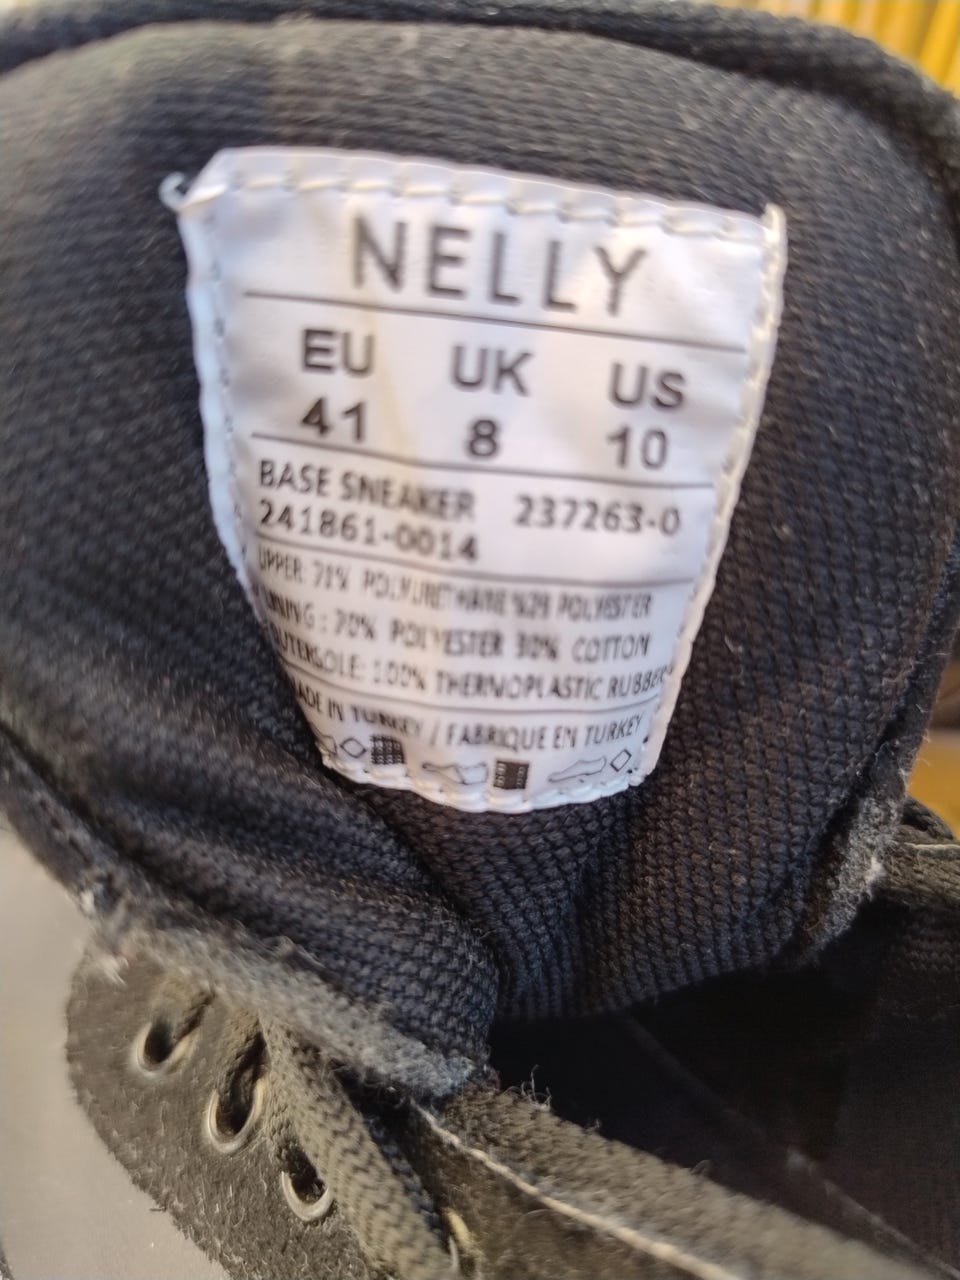 NELLY
EU UK US
41 8 10
BASE SNEAKER 237263-0
241861-0014
UPPER: 71% POLYURETHANE %29 POLYESTER
LINING : 70% POLYESTER 30% COTTON
OUTERSOLE: 100% THERMOPLASTIC RUBBER
MADE IN TURKEY / FABRIQUE EN TURKEY